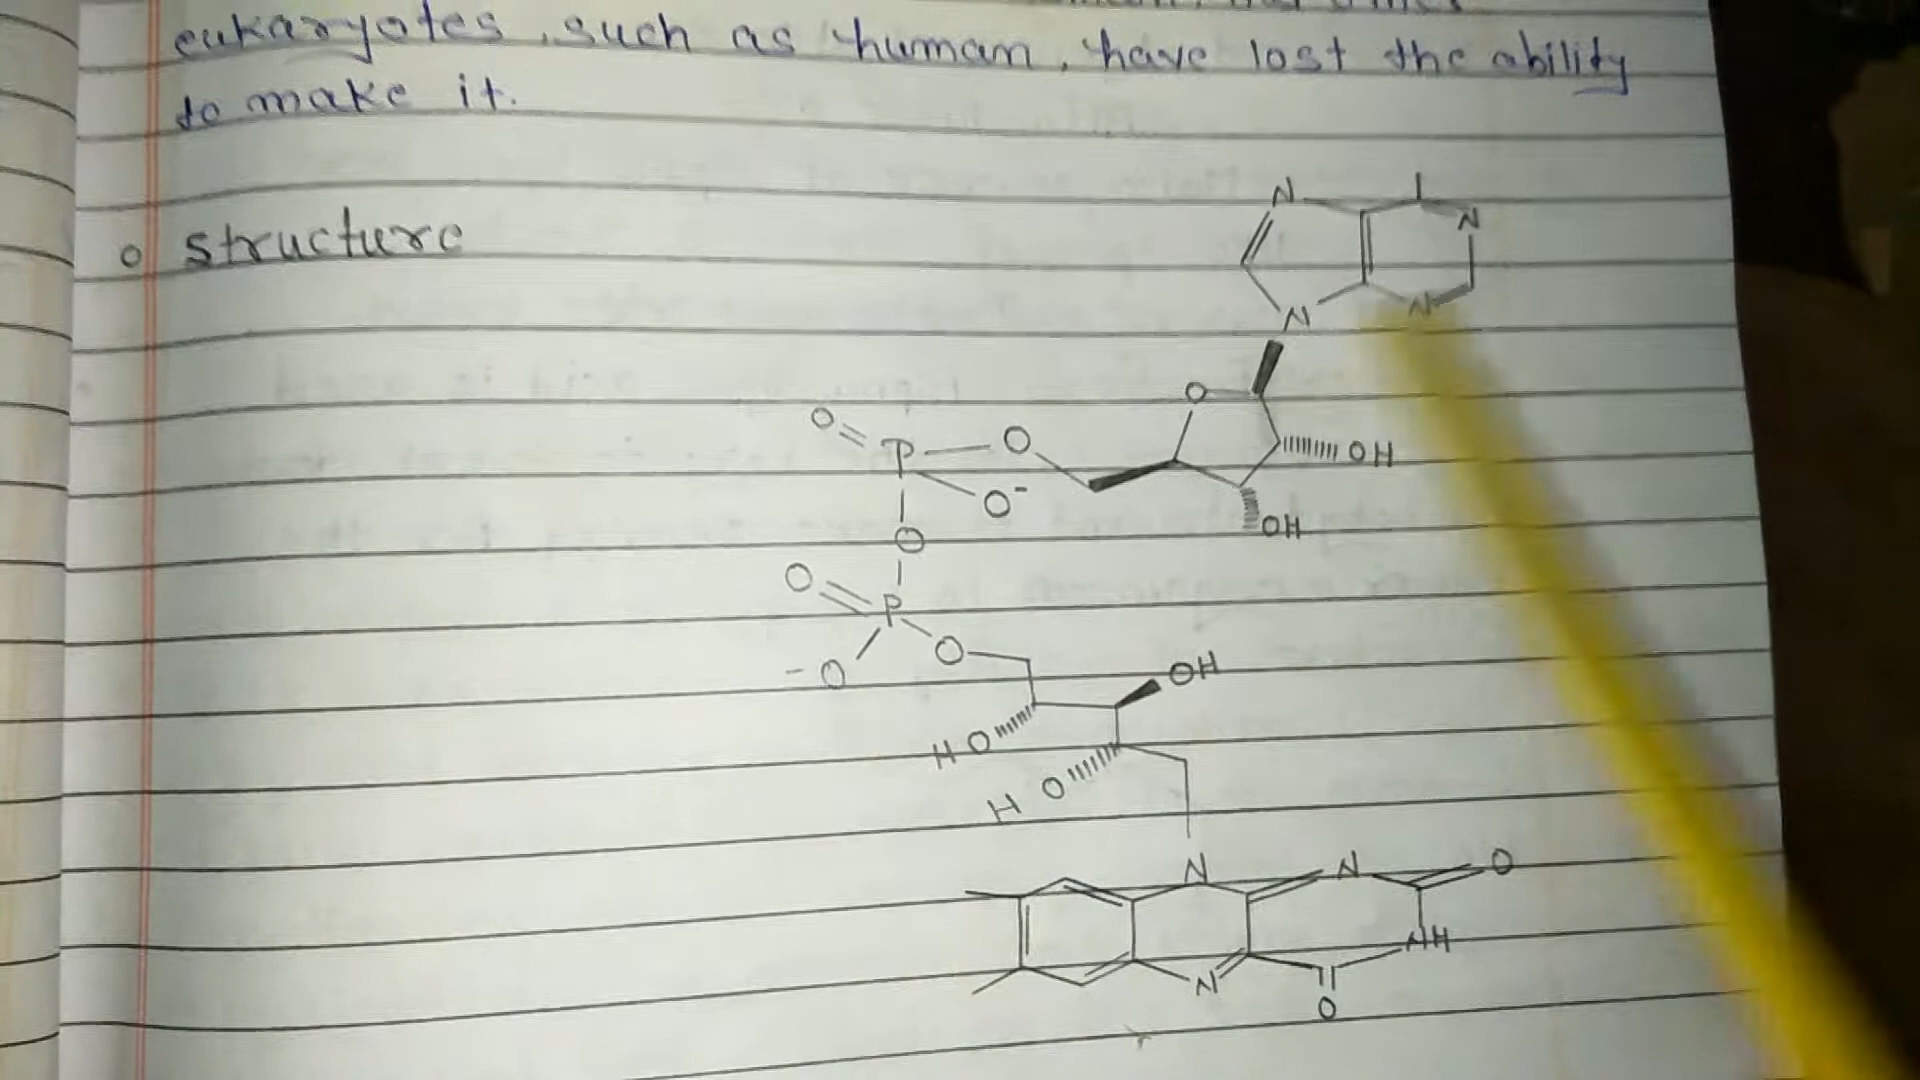 eukaryotes, such as human, have lost the ability
to make it.
o structure
N
N
N
N
O
O
P
O
OH
O-
OH
O
O
P
O
-O
OH
HO
HO
N
N
O
NH
N
O